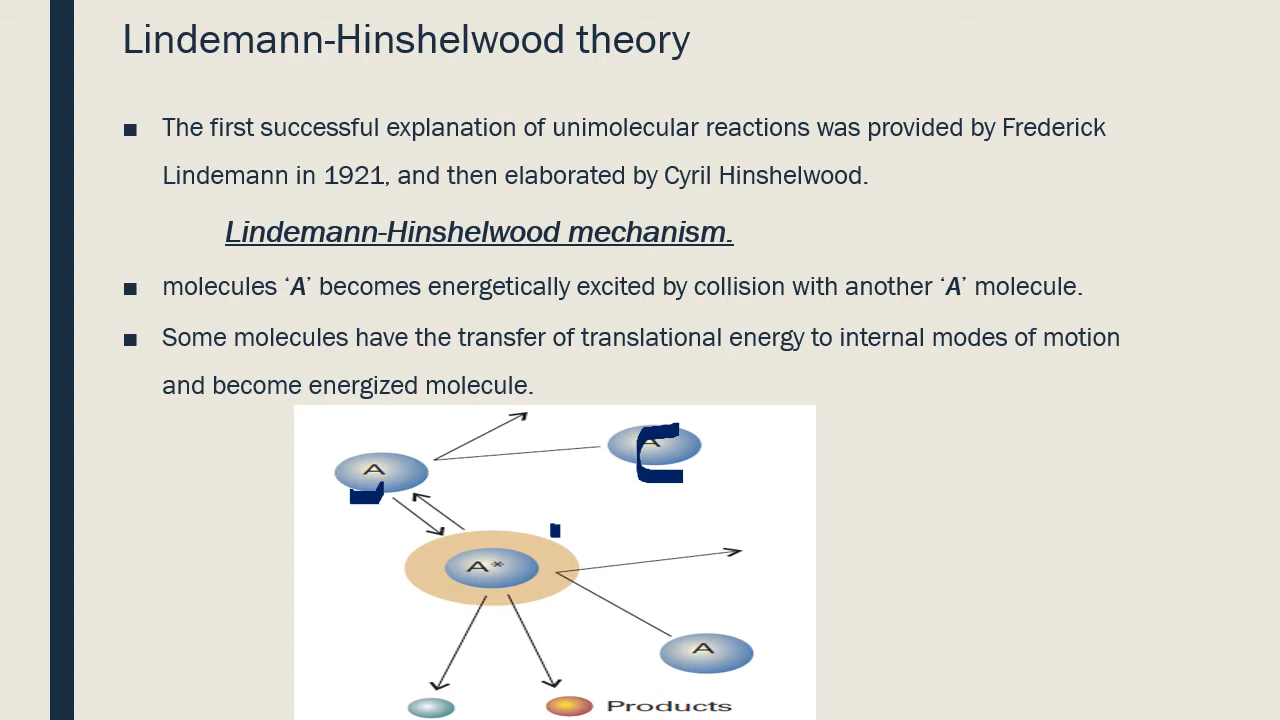 Lindemann-Hinshelwood theory
■ The first successful explanation of unimolecular reactions was provided by Frederick
Lindemann in 1921, and then elaborated by Cyril Hinshelwood.
Lindemann-Hinshelwood mechanism.
■ molecules ‘A’ becomes energetically excited by collision with another ‘A’ molecule.
■ Some molecules have the transfer of translational energy to internal modes of motion
and become energized molecule.
A
A
A*
A
Products